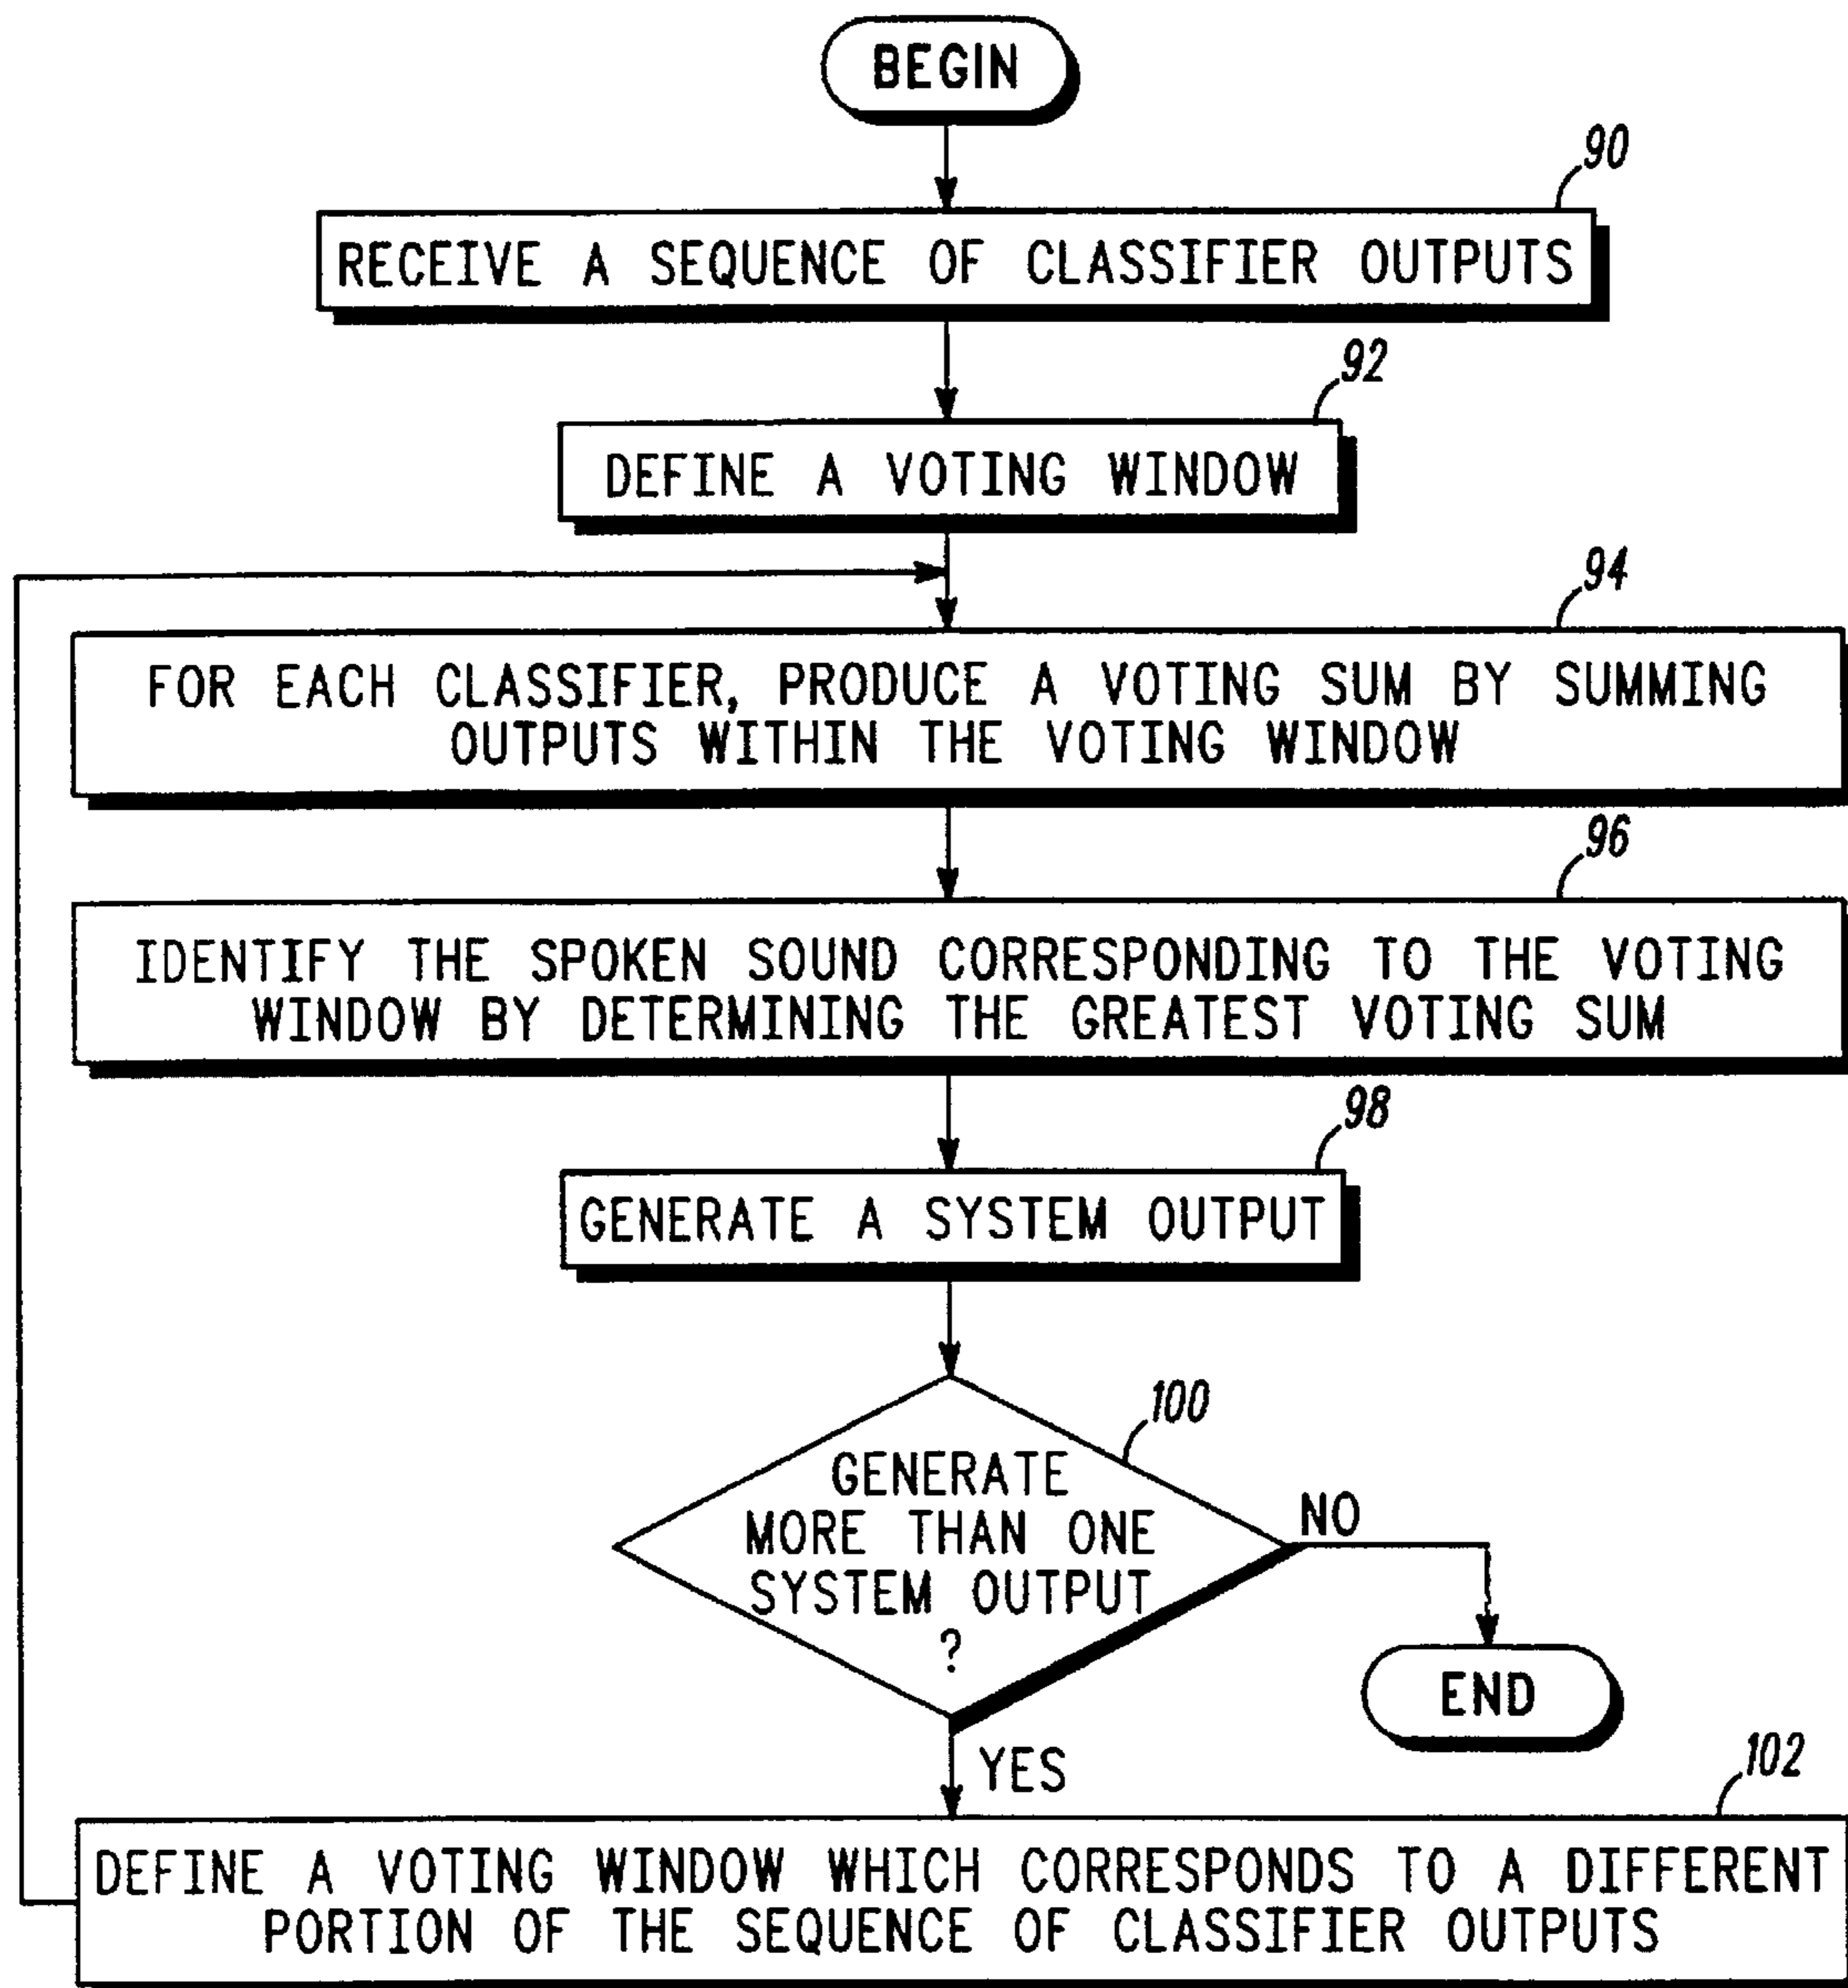 BEGIN
90
RECEIVE A SEQUENCE OF CLASSIFIER OUTPUTS
92
DEFINE A VOTING WINDOW
94
FOR EACH CLASSIFIER, PRODUCE A VOTING SUM BY SUMMING
OUTPUTS WITHIN THE VOTING WINDOW
96
IDENTIFY THE SPOKEN SOUND CORRESPONDING TO THE VOTING
WINDOW BY DETERMINING THE GREATEST VOTING SUM
98
GENERATE A SYSTEM OUTPUT
100
GENERATE
MORE THAN ONE
SYSTEM OUTPUT
?
NO
END
YES
102
DEFINE A VOTING WINDOW WHICH CORRESPONDS TO A DIFFERENT
PORTION OF THE SEQUENCE OF CLASSIFIER OUTPUTS